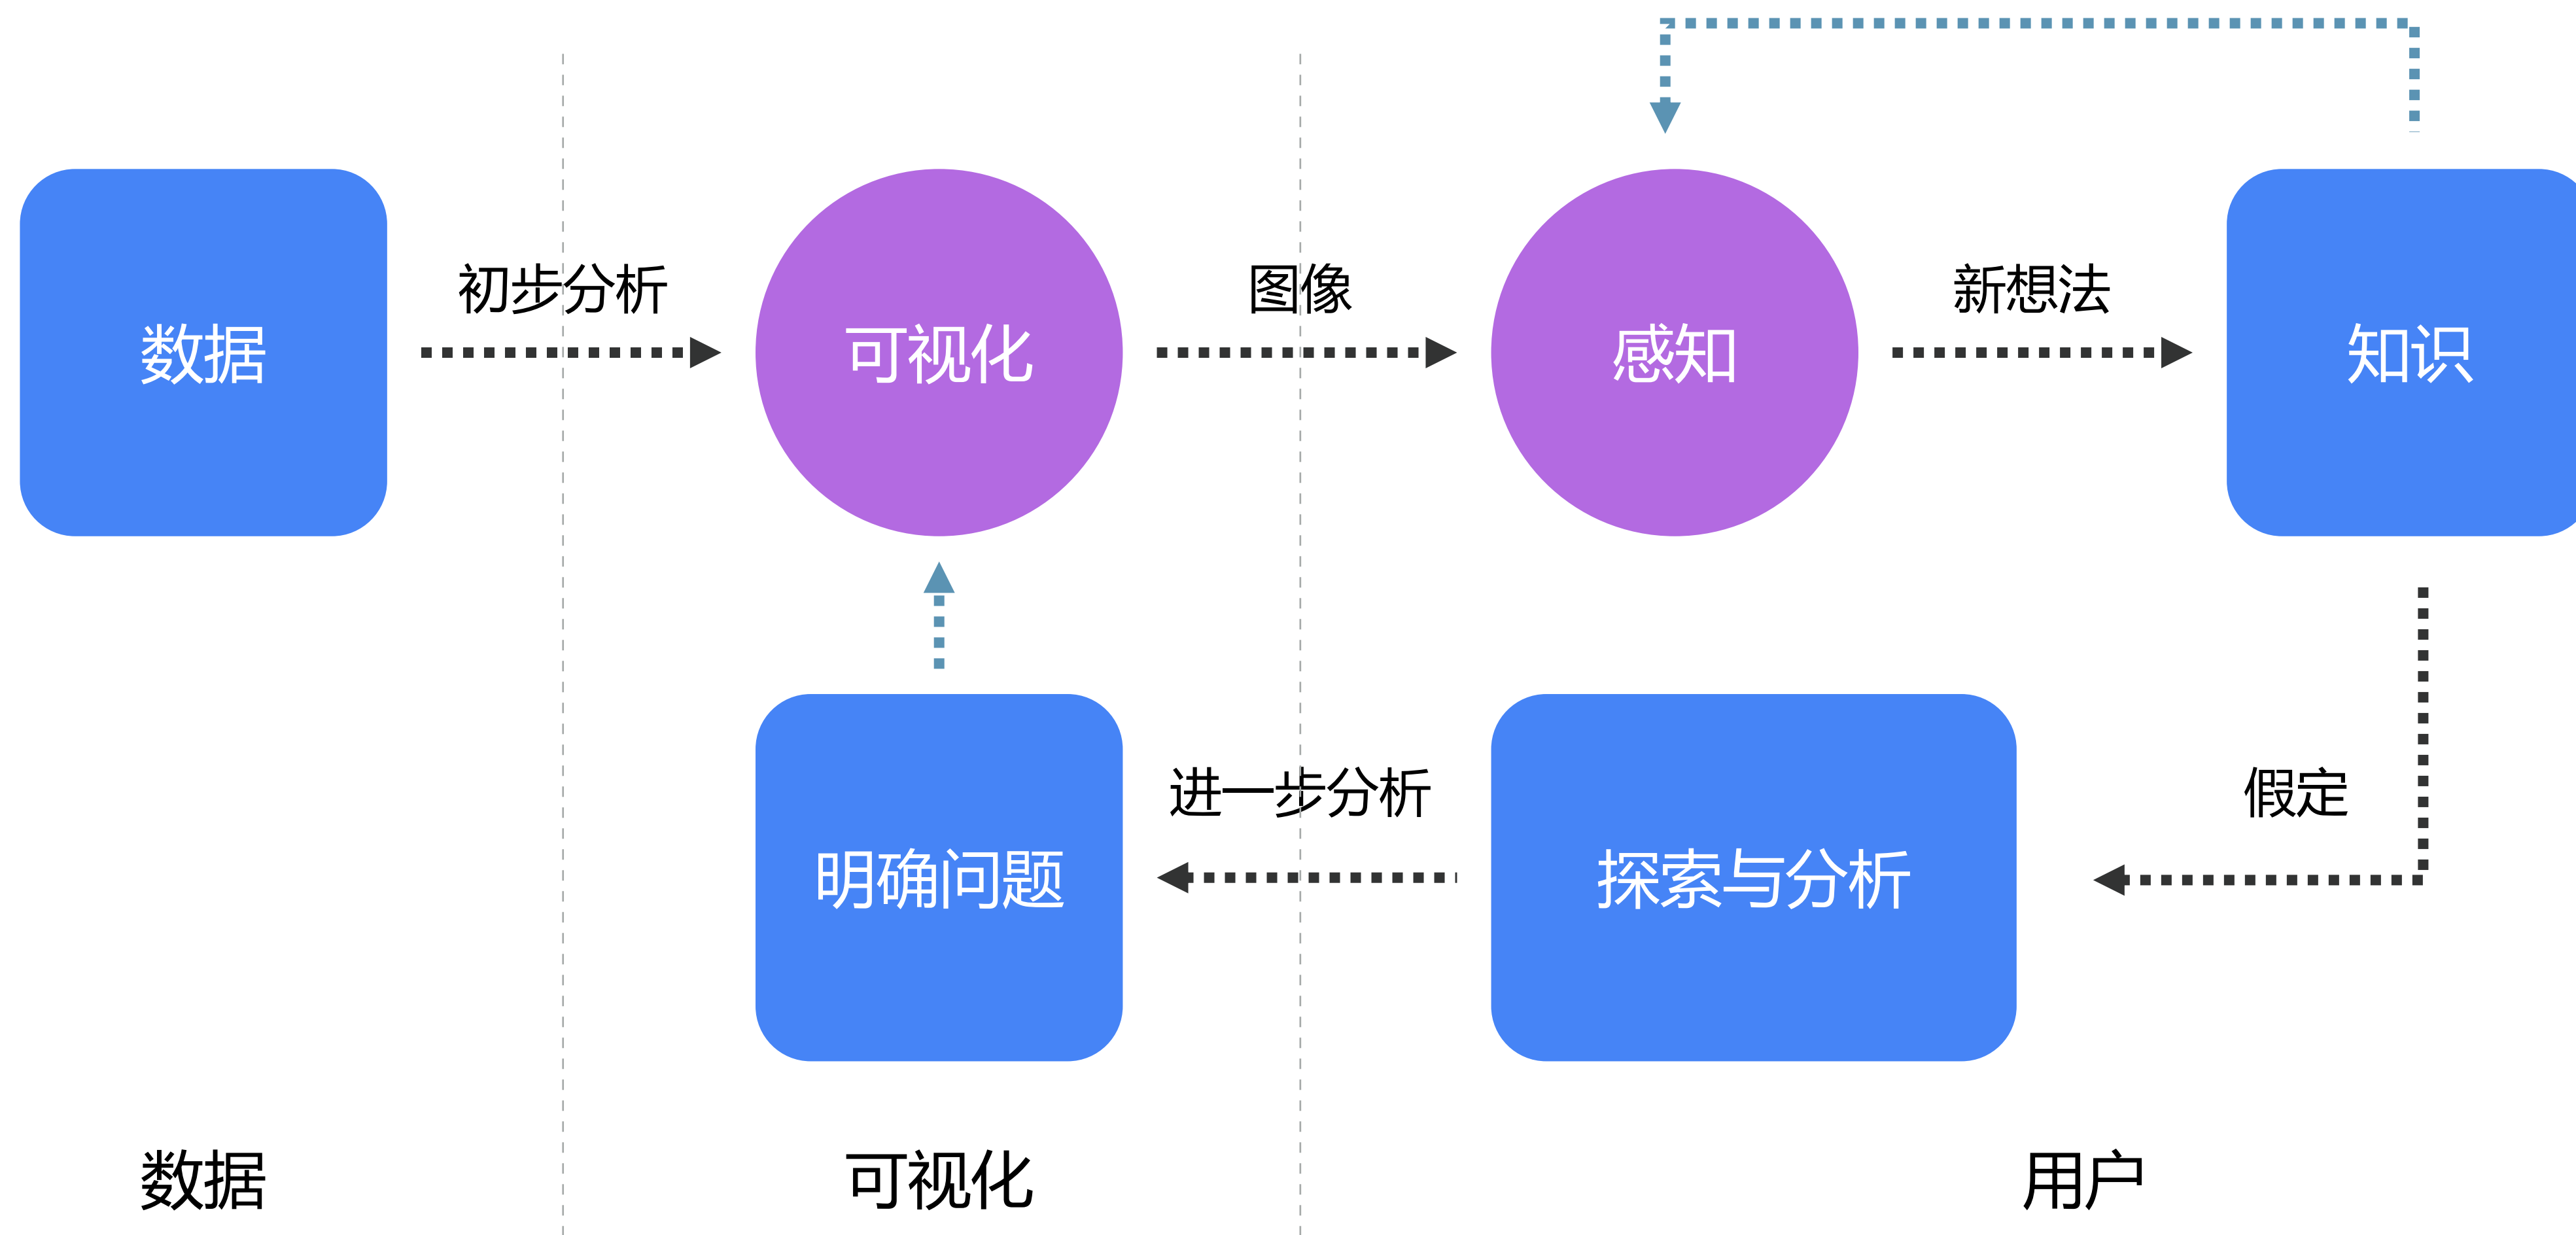 初步分析
图像
新想法
数据
可视化
感知
知识
进一步分析
假定
明确问题
探索与分析
数据
可视化
用户